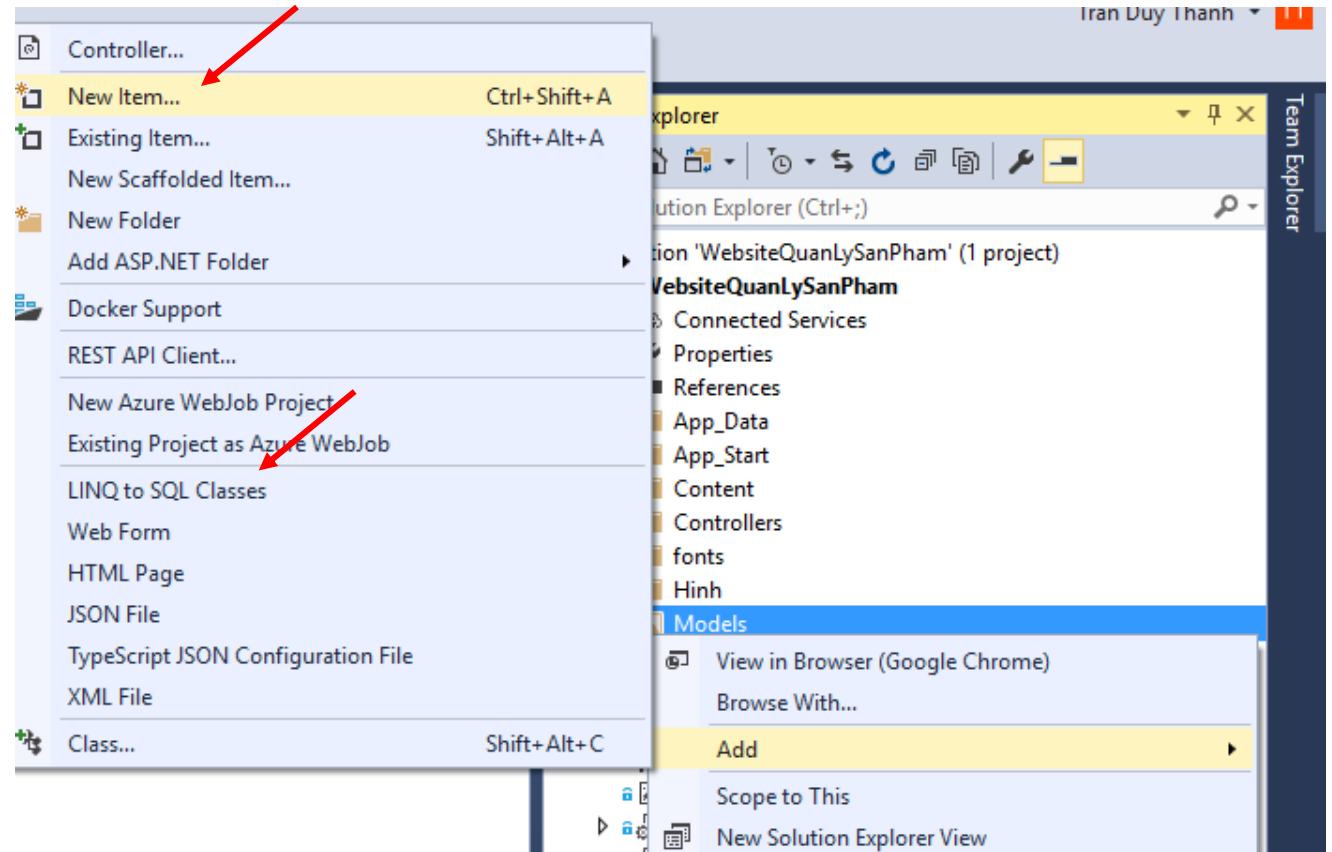 Tran Duy Thanh
Controller...
New Item... Ctrl+Shift+A
Existing Item... Shift+Alt+A
New Scaffolded Item...
New Folder
Add ASP.NET Folder
Docker Support
REST API Client...
New Azure WebJob Project
Existing Project as Azure WebJob
LINQ to SQL Classes
Web Form
HTML Page
JSON File
TypeScript JSON Configuration File
XML File
Class... Shift+Alt+C
xplorer
ution Explorer (Ctrl+;)
tion 'WebsiteQuanLySanPham' (1 project)
WebsiteQuanLySanPham
Connected Services
Properties
References
App_Data
App_Start
Content
Controllers
fonts
Hinh
Models
View in Browser (Google Chrome)
Browse With...
Add
Scope to This
New Solution Explorer View
Team Explorer